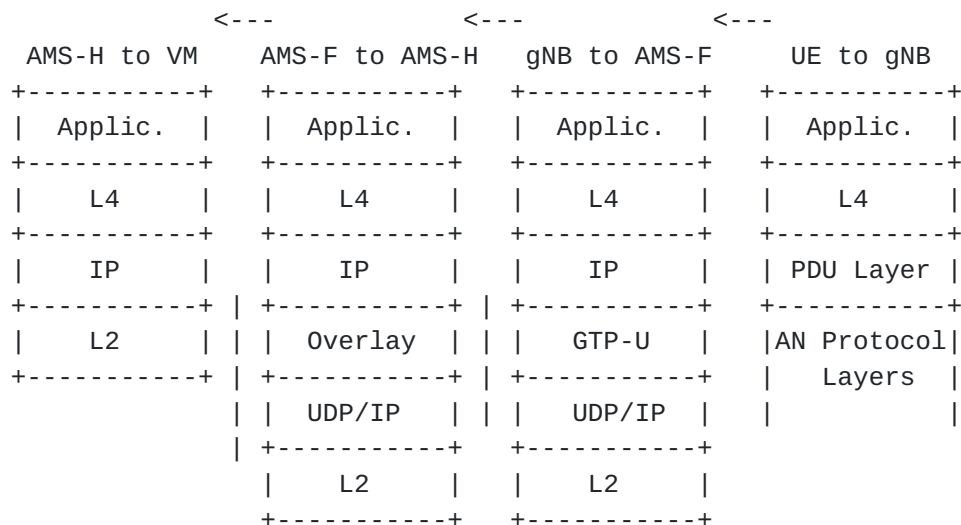 <---            <---            <---
 AMS-H to VM    AMS-F to AMS-H   gNB to AMS-F     UE to gNB
+-----------+   +-----------+   +-----------+   +-----------+
|  Applic.  |   |  Applic.  |   |  Applic.  |   |  Applic.  |
+-----------+   +-----------+   +-----------+   +-----------+
|    L4     |   |    L4     |   |    L4     |   |    L4     |
+-----------+   +-----------+   +-----------+   +-----------+
|    IP     |   |    IP     |   |    IP     |   | PDU Layer |
+-----------+ | +-----------+ | +-----------+   +-----------+
|    L2     | | |  Overlay  | | |   GTP-U   |   |AN Protocol|
+-----------+ | +-----------+ | +-----------+   |   Layers  |
              | |  UDP/IP   | | |   UDP/IP  |   |           |
              | +-----------+   +-----------+
                |    L2     |   |    L2     |
                +-----------+   +-----------+